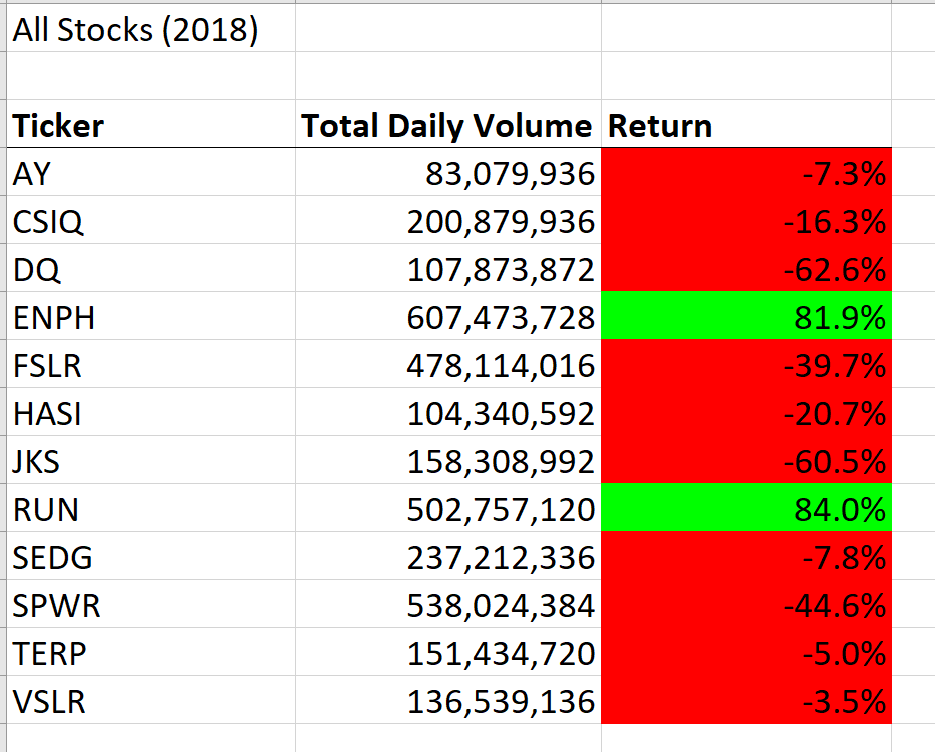 All Stocks (2018)
Ticker Total Daily Volume Return
AY 83,079,936 -7.3%
CSIQ 200,879,936 -16.3%
DQ 107,873,872 -62.6%
ENPH 607,473,728 81.9%
FSLR 478,114,016 -39.7%
HASI 104,340,592 -20.7%
JKS 158,308,992 -60.5%
RUN 502,757,120 84.0%
SEDG 237,212,336 -7.8%
SPWR 538,024,384 -44.6%
TERP 151,434,720 -5.0%
VSLR 136,539,136 -3.5%